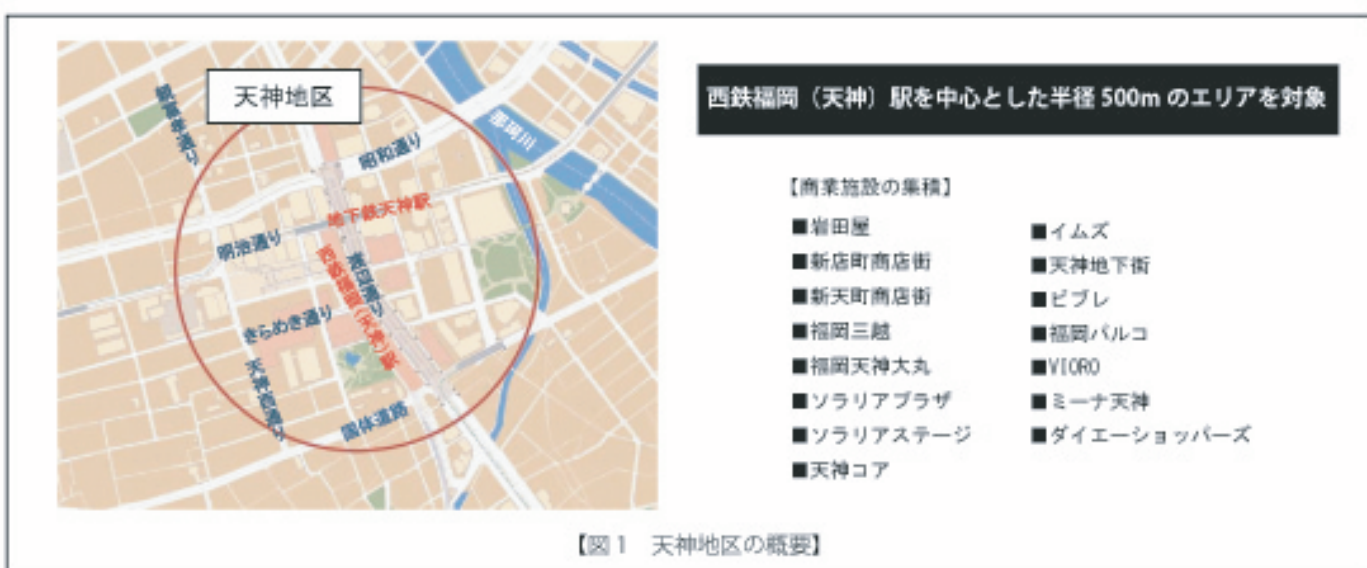 天神地区
親富孝通り
昭和通り
那珂川
地下鉄天神駅
明治通り
渡辺通り
西鉄福岡(天神)駅
きらめき通り
天神西通り
国体道路
西鉄福岡（天神）駅を中心とした半径 500m のエリアを対象
【商業施設の集積】
■岩田屋
■新店町商店街
■新天町商店街
■福岡三越
■福岡天神大丸
■ソラリアプラザ
■ソラリアステージ
■天神コア
■イムズ
■天神地下街
■ビブレ
■福岡パルコ
■VIORO
■ミーナ天神
■ダイエーショッパーズ
【図 1　天神地区の概要】